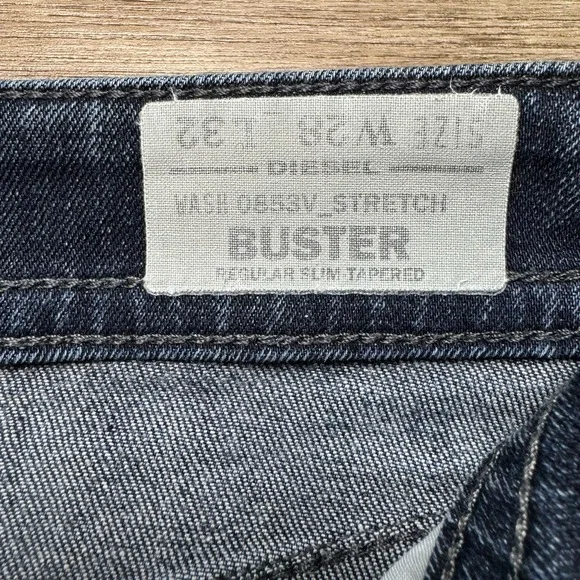 SIZE W 28 L 32
DIESEL
WASH 0853V_STRETCH
BUSTER
REGULAR SLIM TAPERED